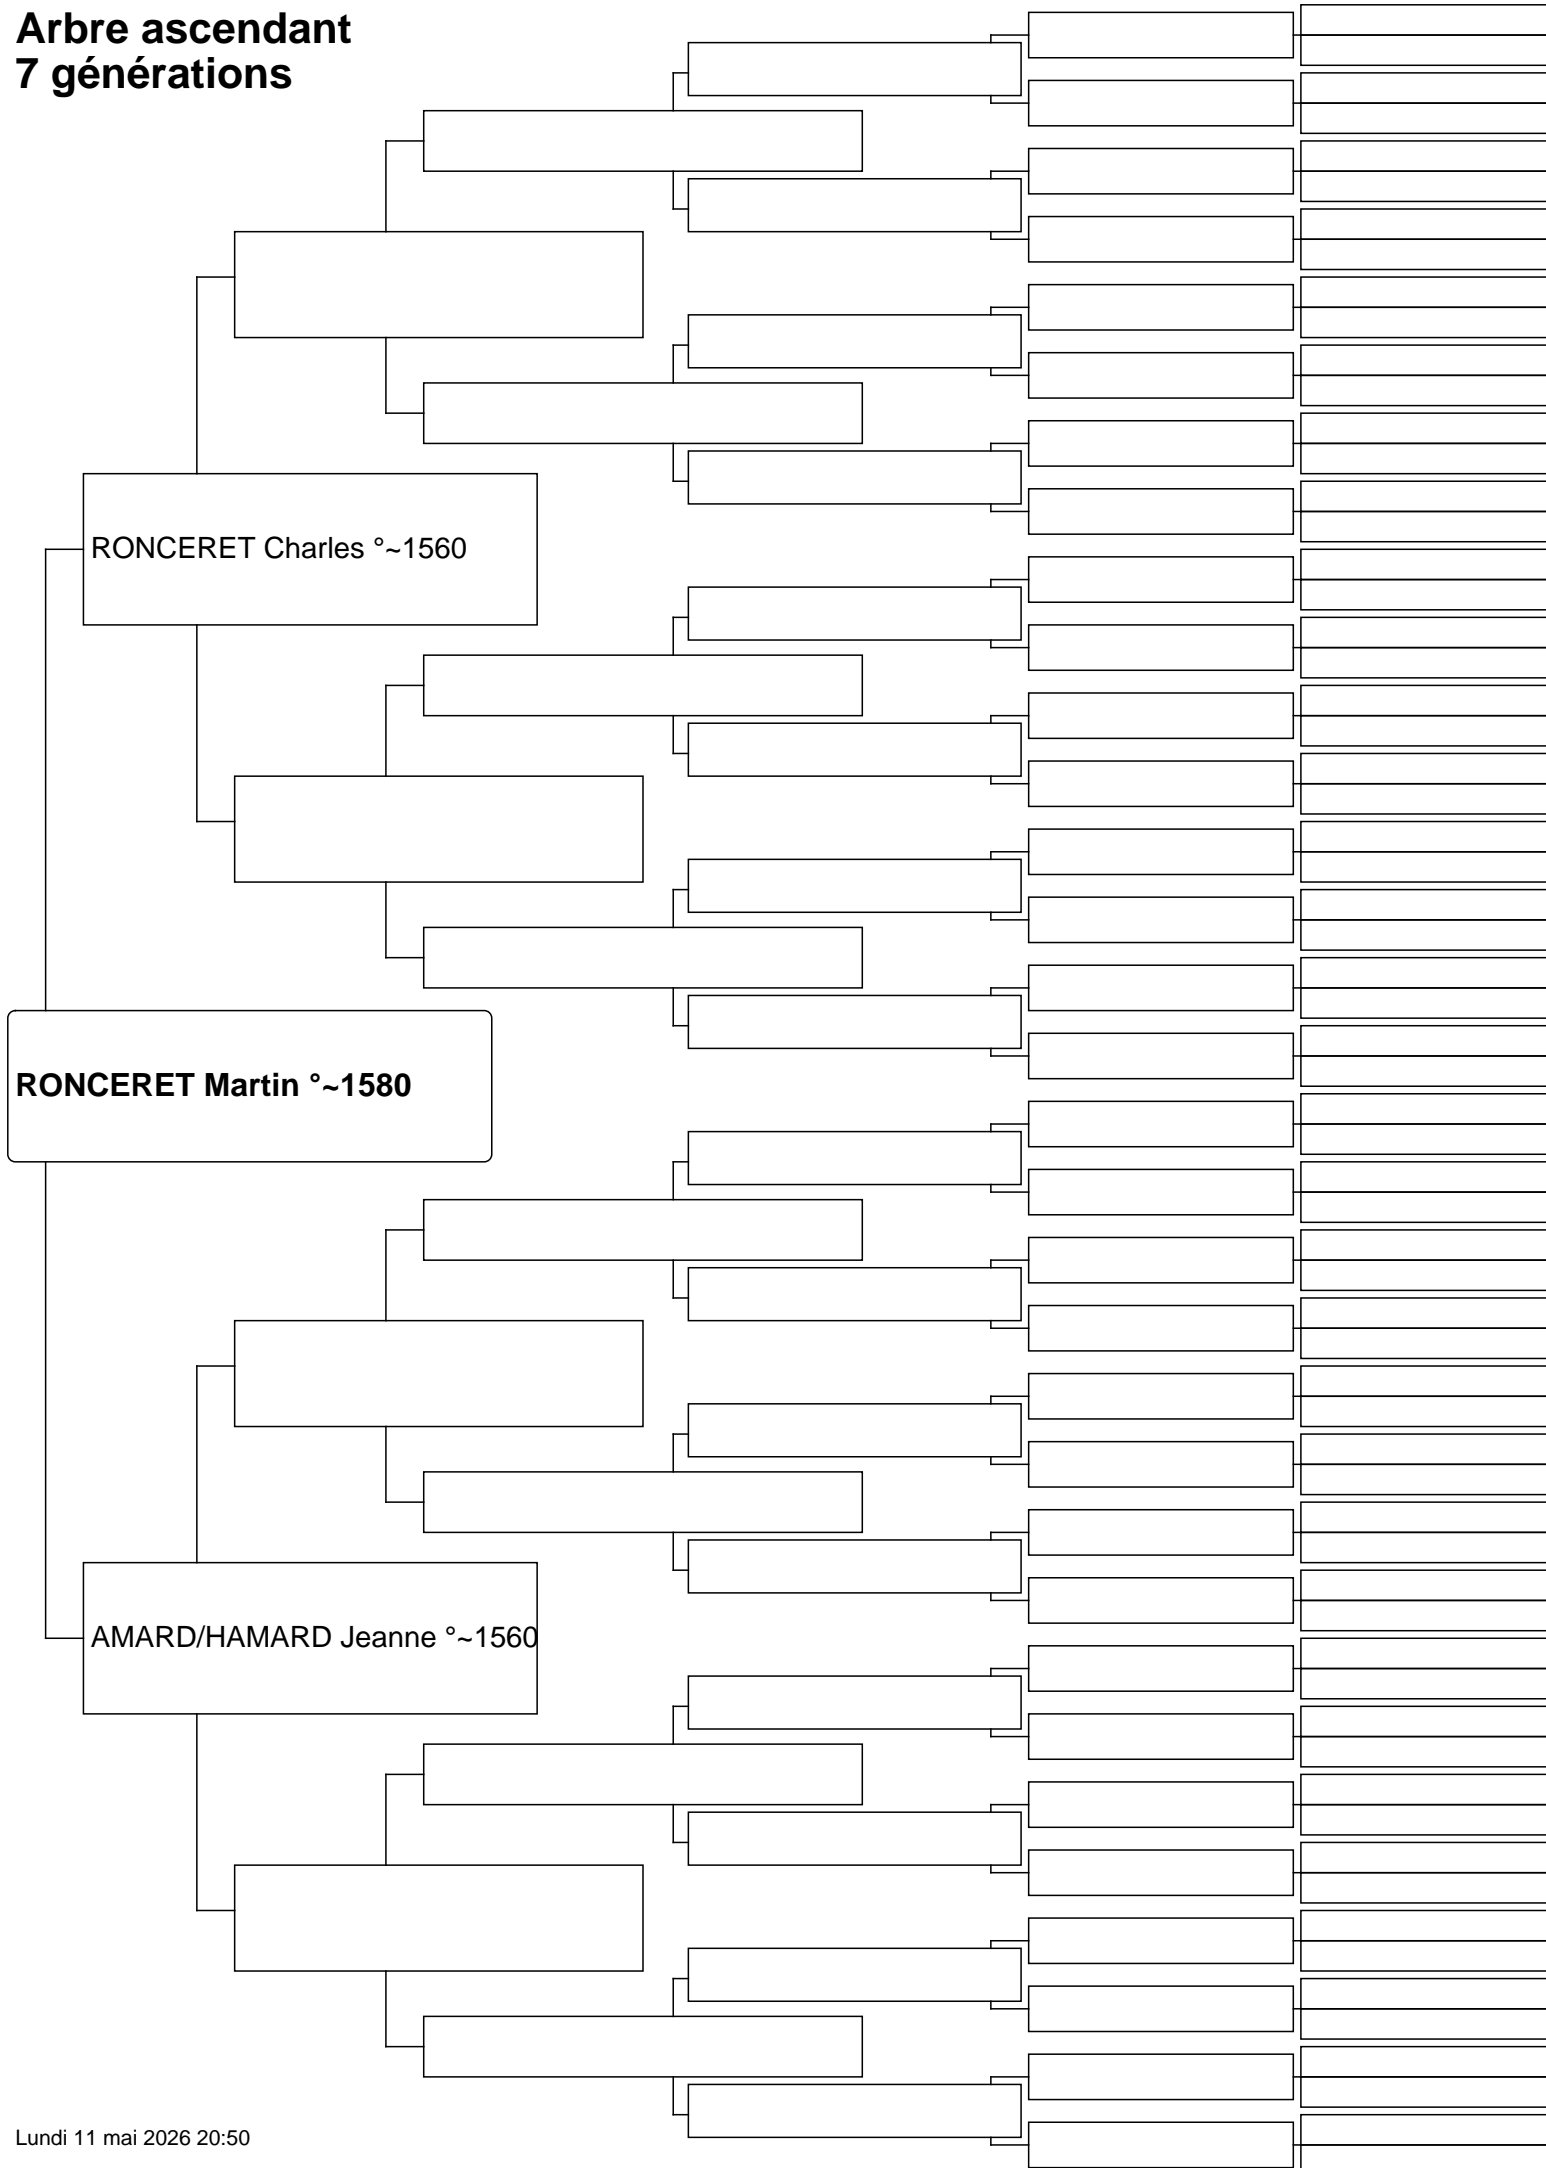 Arbre ascendant
7 générations
RONCERET Charles °~1560
RONCERET Martin °~1580
AMARD/HAMARD Jeanne °~1560
Lundi 11 mai 2026 20:50